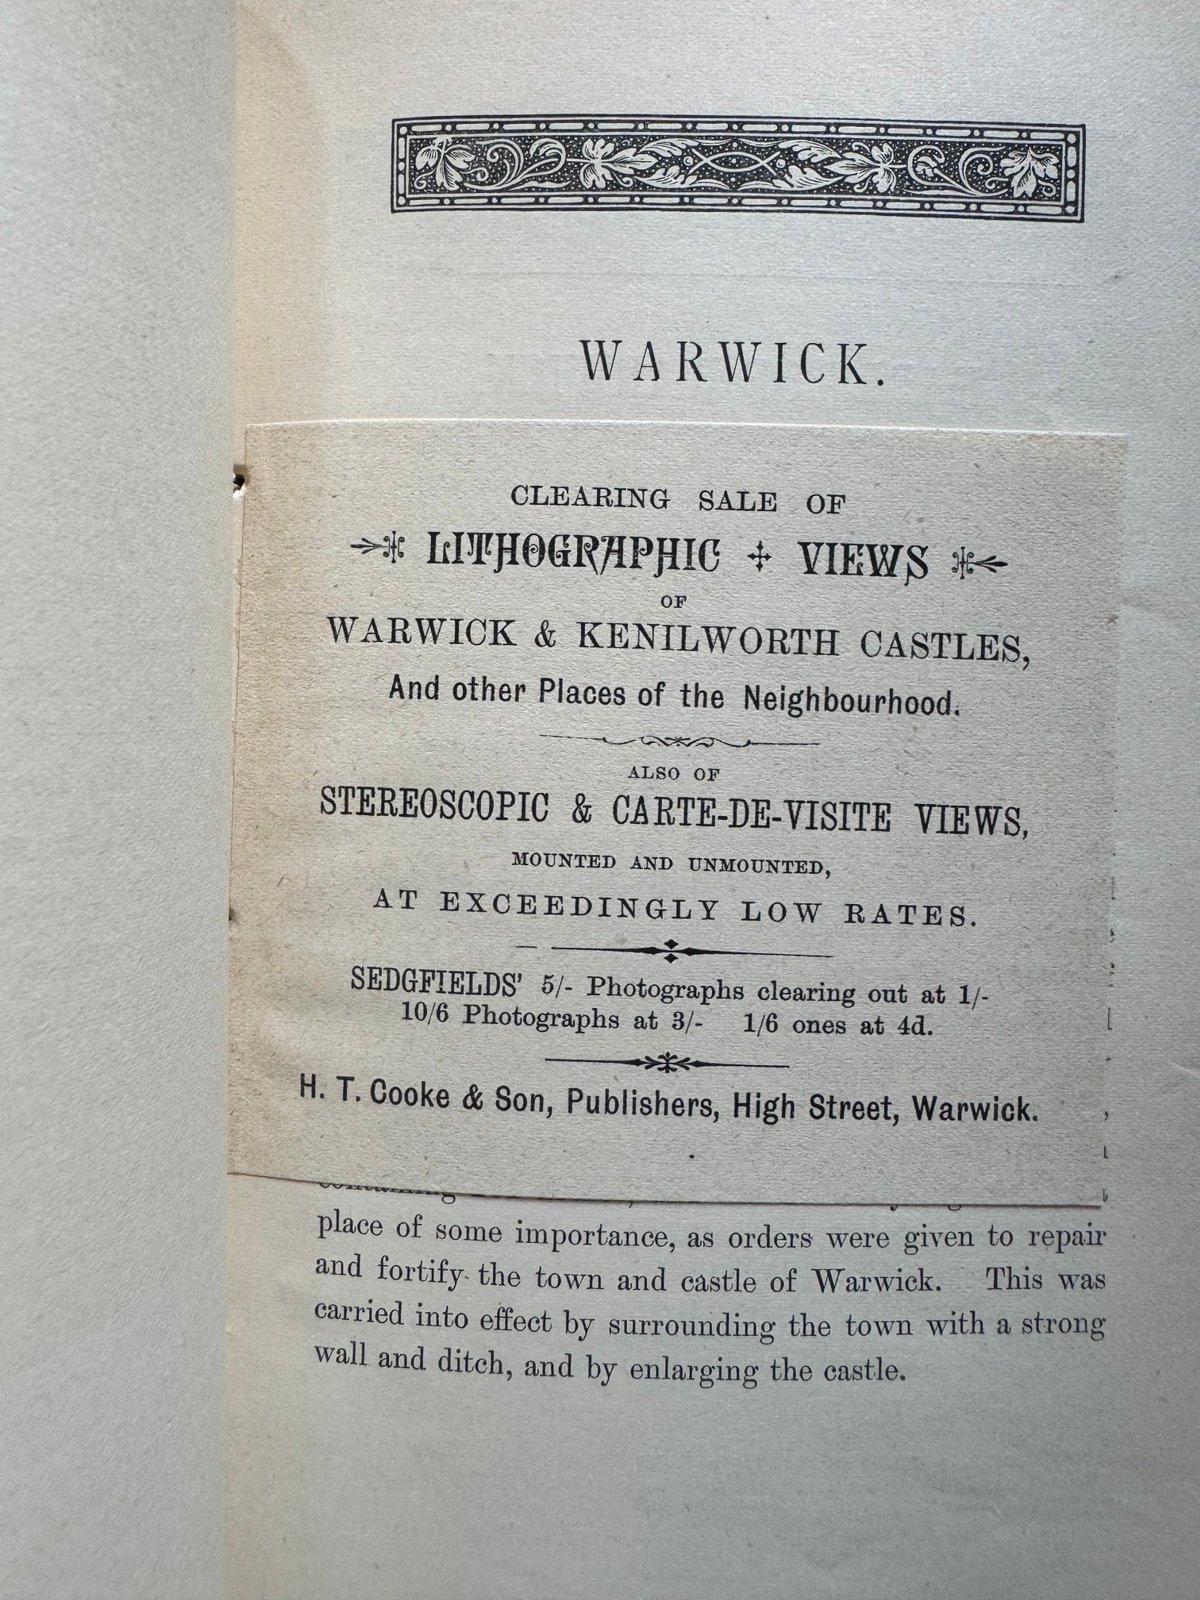 WARWICK.
CLEARING SALE OF
LITHOGRAPHIC VIEWS
OF
WARWICK & KENILWORTH CASTLES,
And other Places of the Neighbourhood.
ALSO OF
STEREOSCOPIC & CARTE-DE-VISITE VIEWS,
MOUNTED AND UNMOUNTED,
AT EXCEEDINGLY LOW RATES.
SEDGFIELDS' 5/- Photographs clearing out at 1/-
10/6 Photographs at 3/- 1/6 ones at 4d.
H. T. Cooke & Son, Publishers, High Street, Warwick.
containing
place of some importance, as orders were given to repair
and fortify the town and castle of Warwick. This was
carried into effect by surrounding the town with a strong
wall and ditch, and by enlarging the castle.